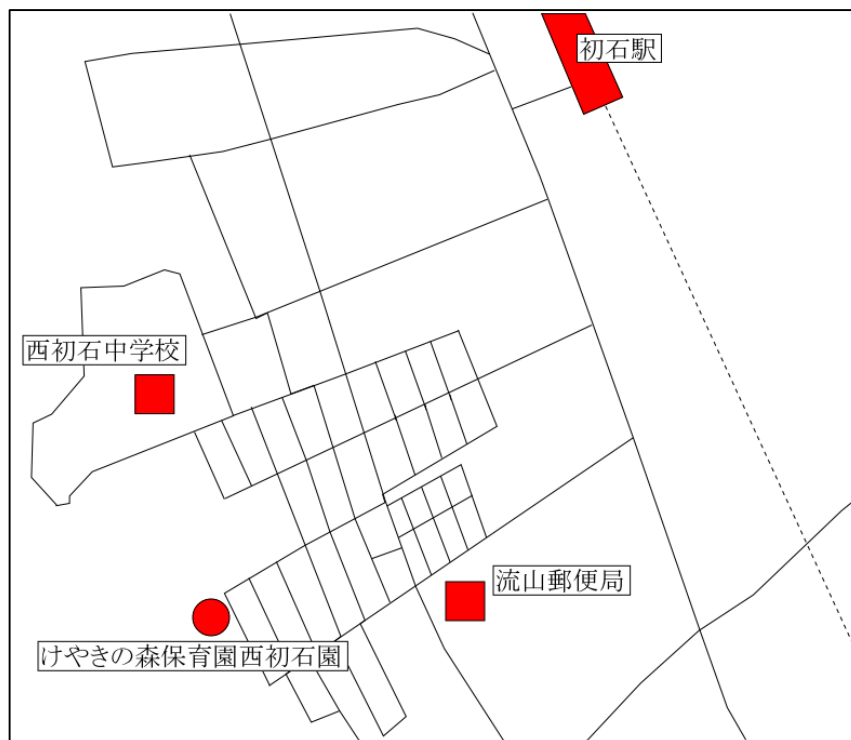 初石駅
西初石中学校
流山郵便局
けやきの森保育園西初石園